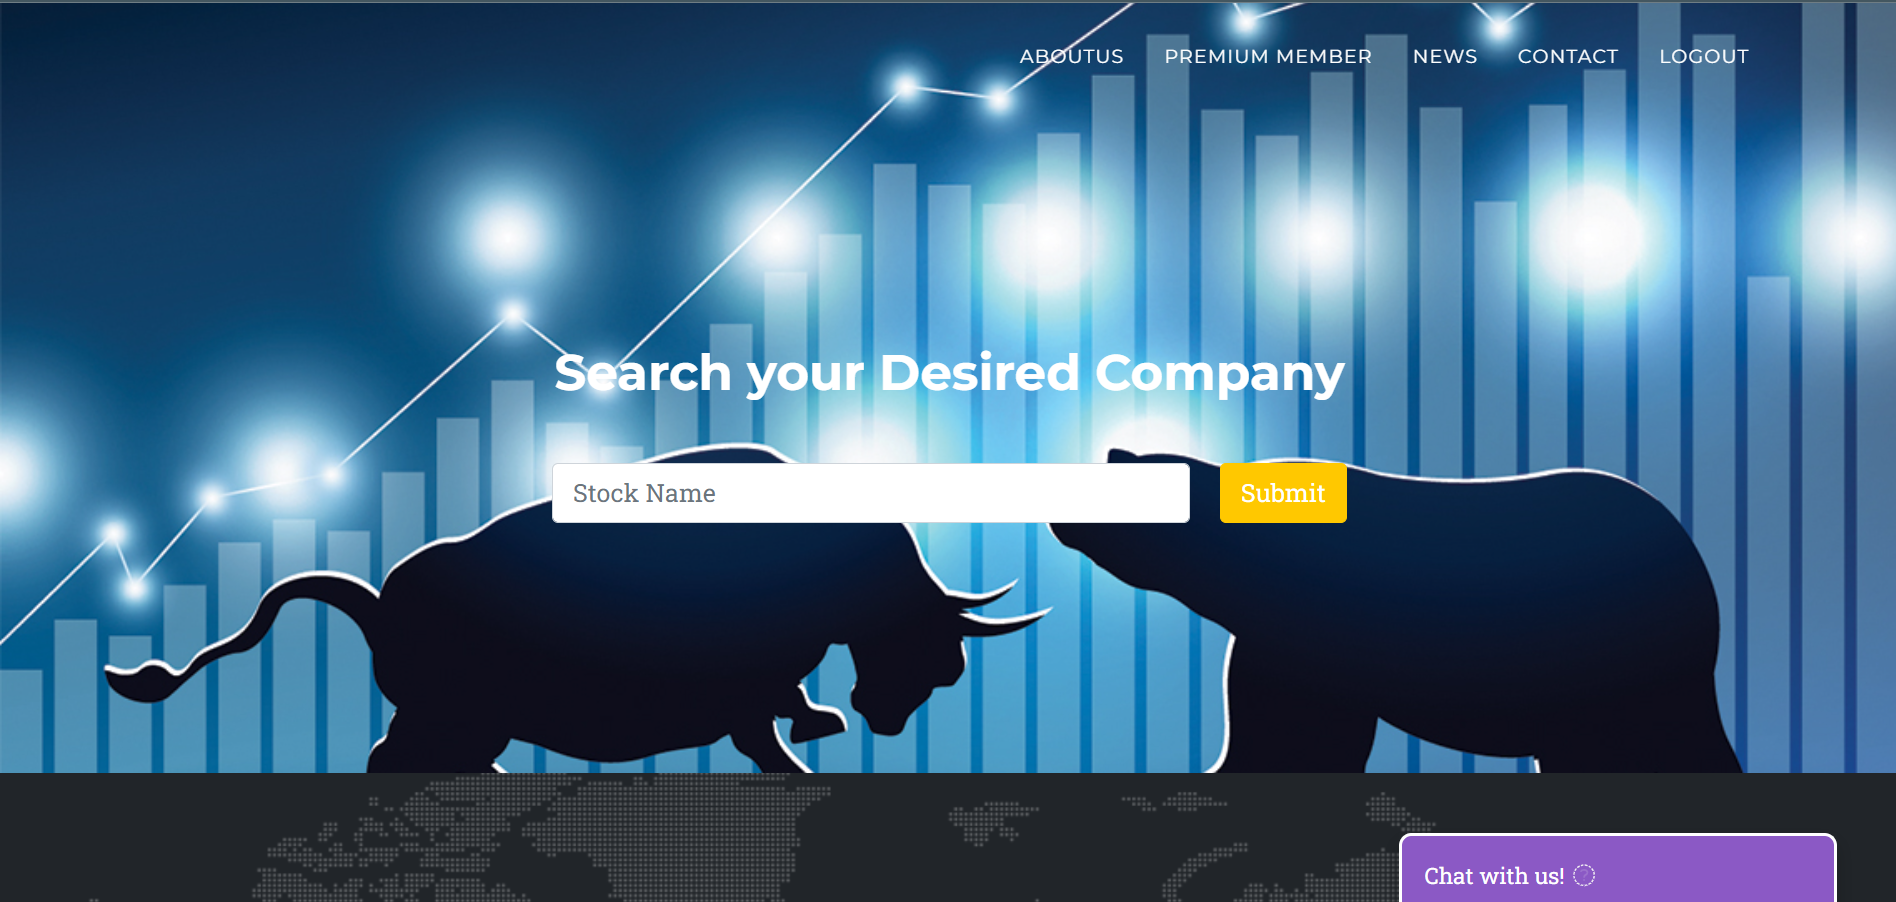 ABOUTUS PREMIUM MEMBER NEWS CONTACT LOGOUT
Search your Desired Company
Stock Name Submit
Chat with us!